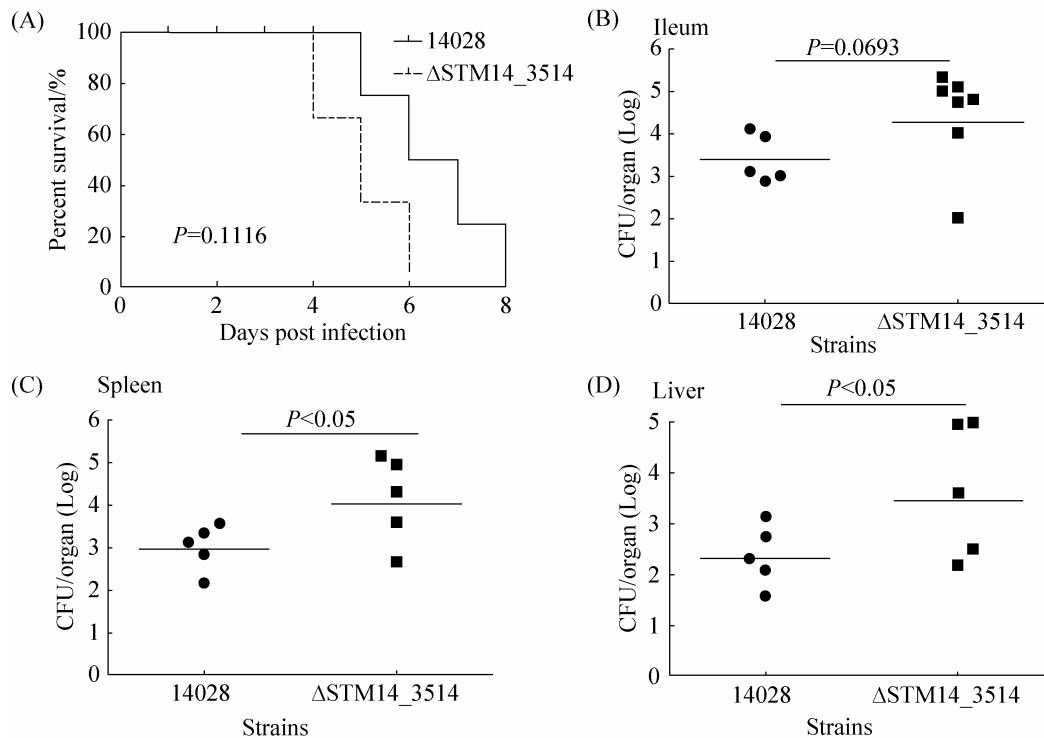 (A)
100
80
60
40
20
0
Percent survival/%
14028
ΔSTM14_3514
P=0.1116
0 2 4 6 8
Days post infection
(B)
Ileum
P=0.0693
6
5
4
3
2
1
0
CFU/organ (Log)
14028 ΔSTM14_3514
Strains
(C)
Spleen
P<0.05
6
5
4
3
2
1
0
CFU/organ (Log)
14028 ΔSTM14_3514
Strains
(D)
Liver
P<0.05
5
4
3
2
1
0
CFU/organ (Log)
14028 ΔSTM14_3514
Strains